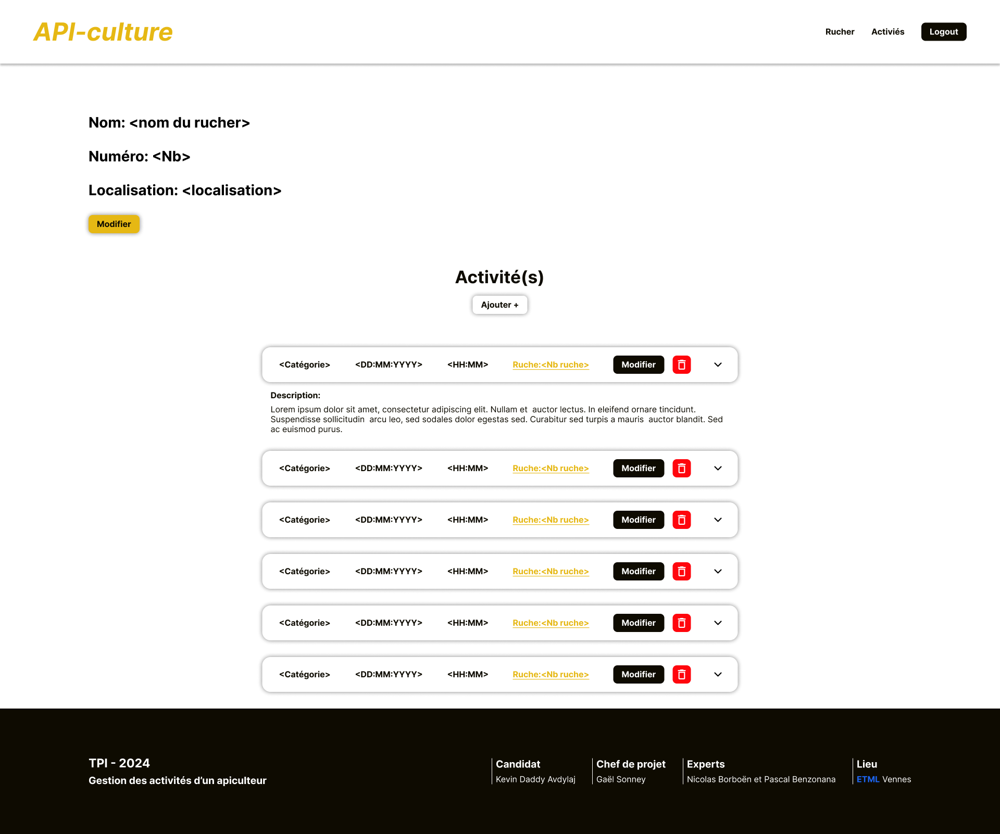 API-culture
Rucher Activiés Logout
Nom: <nom du rucher>
Numéro: <Nb>
Localisation: <localisation>
Modifier
Activité(s)
Ajouter +
<Catégorie> <DD:MM:YYYY> <HH:MM> Ruche:<Nb ruche> Modifier
Description:
Lorem ipsum dolor sit amet, consectetur adipiscing elit. Nullam et  auctor lectus. In eleifend ornare tincidunt.
Suspendisse sollicitudin  arcu leo, sed sodales dolor egestas sed. Curabitur sed turpis a mauris  auctor blandit. Sed
ac euismod purus.
<Catégorie> <DD:MM:YYYY> <HH:MM> Ruche:<Nb ruche> Modifier
<Catégorie> <DD:MM:YYYY> <HH:MM> Ruche:<Nb ruche> Modifier
<Catégorie> <DD:MM:YYYY> <HH:MM> Ruche:<Nb ruche> Modifier
<Catégorie> <DD:MM:YYYY> <HH:MM> Ruche:<Nb ruche> Modifier
<Catégorie> <DD:MM:YYYY> <HH:MM> Ruche:<Nb ruche> Modifier
TPI - 2024
Gestion des activités d’un apiculteur
Candidat
Kevin Daddy Avdylaj
Chef de projet
Gaël Sonney
Experts
Nicolas Borboën et Pascal Benzonana
Lieu
ETML Vennes